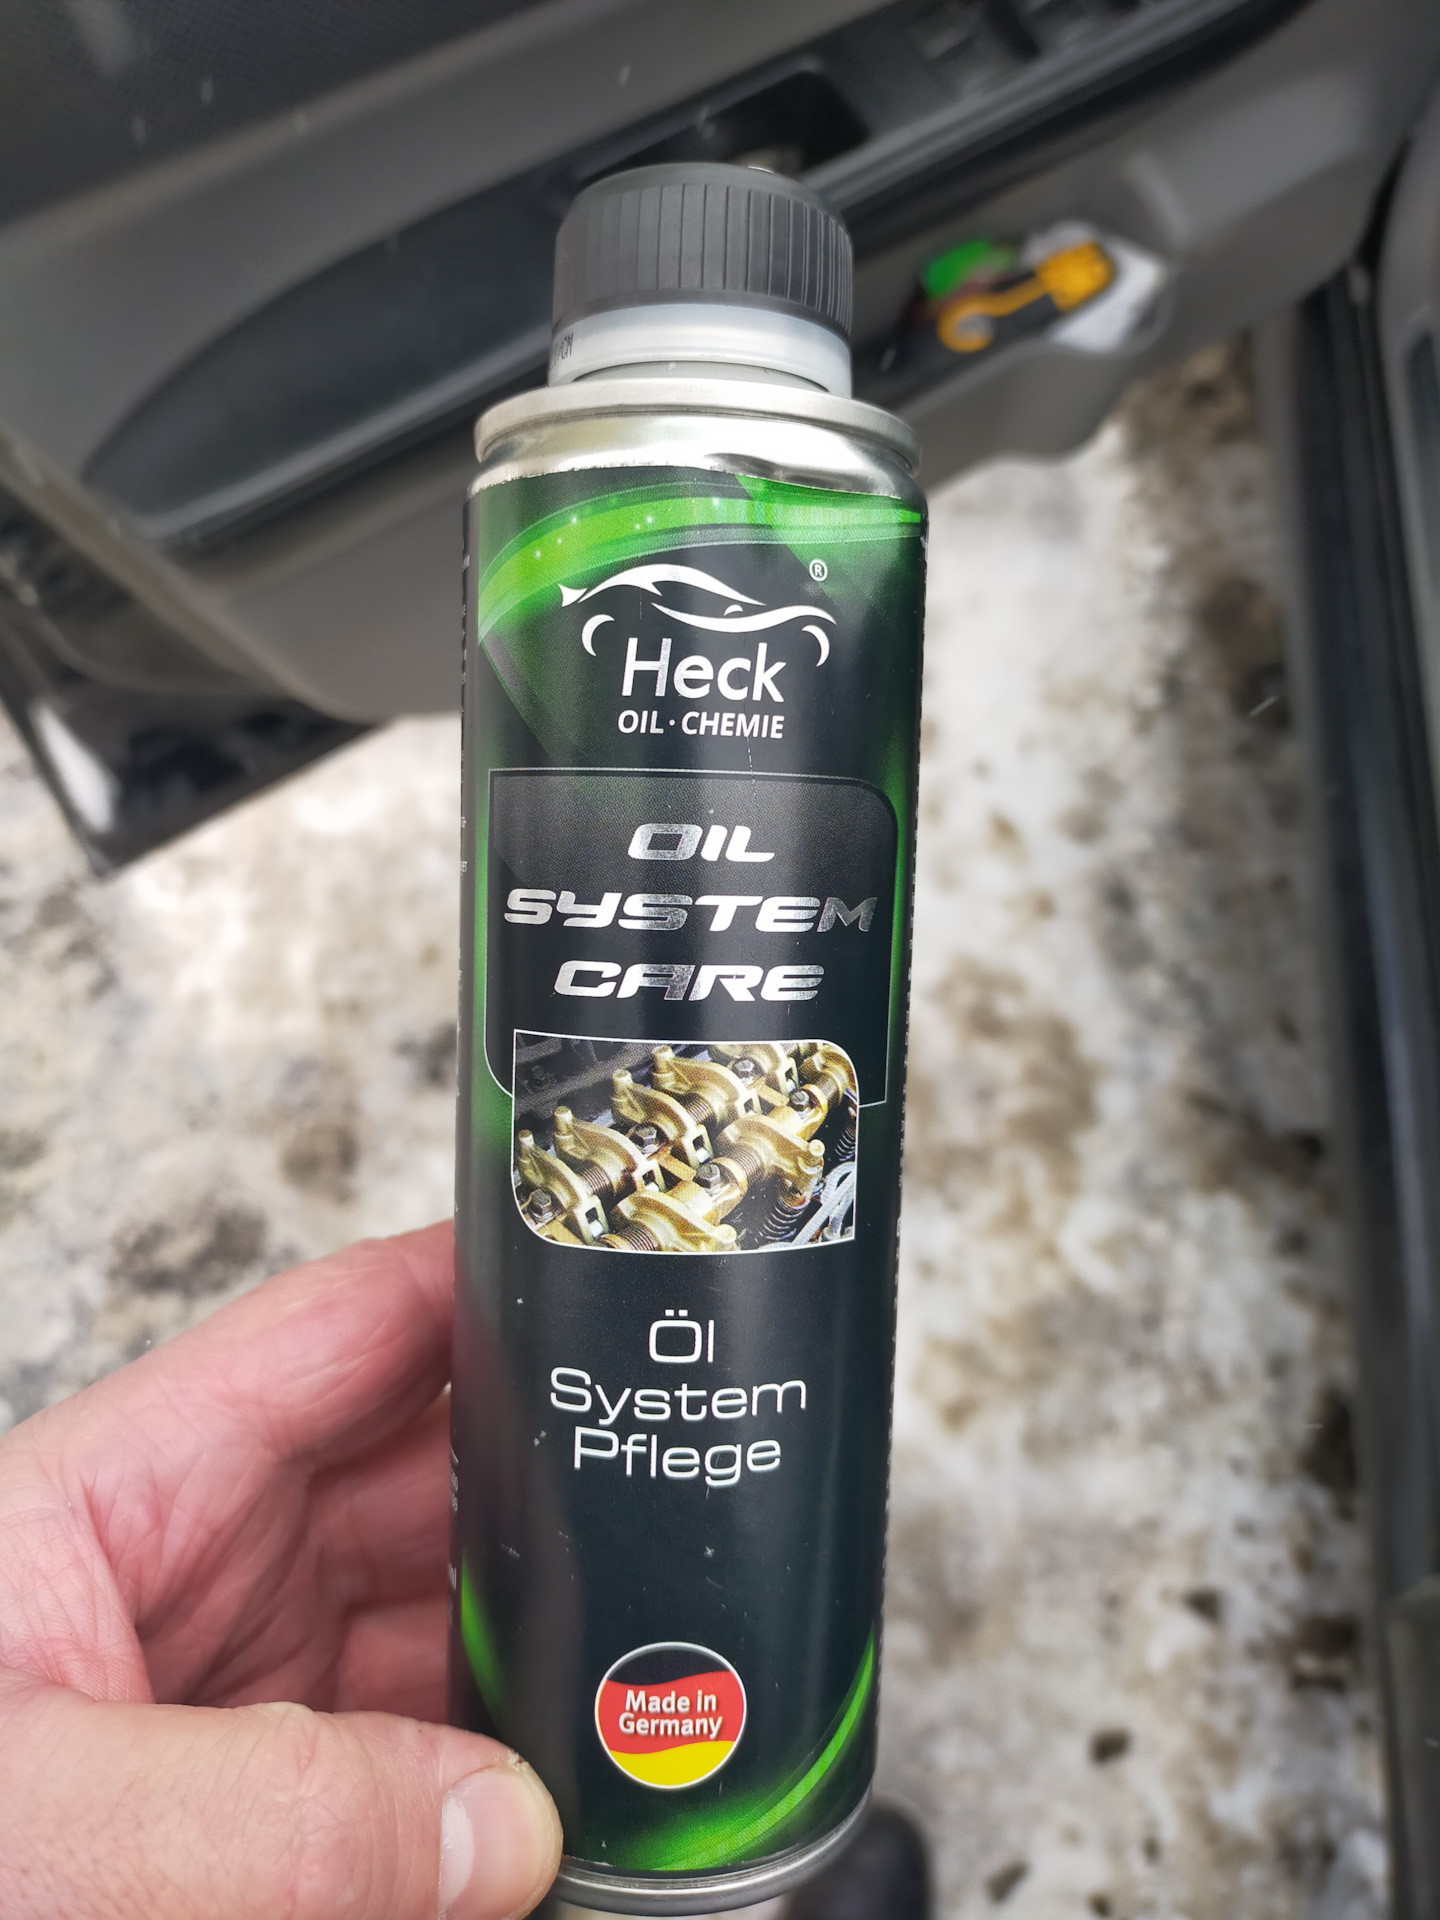 ®
Heck
OIL · CHEMIE
OIL
SYSTEM
CARE
Öl
System
Pflege
Made in
Germany